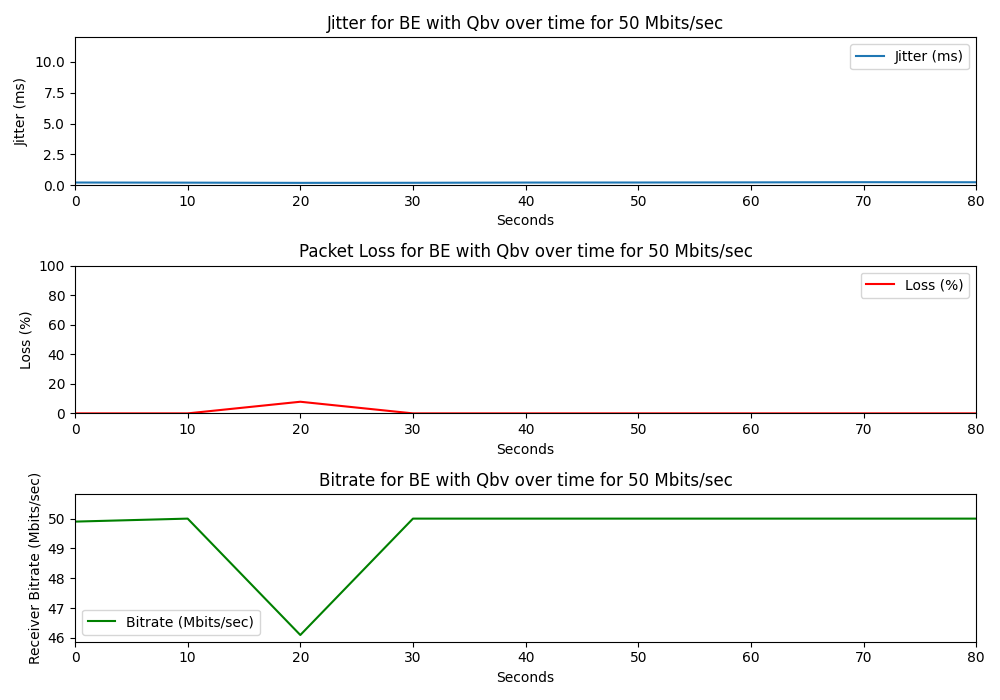 Jitter for BE with Qbv over time for 50 Mbits/sec
10.0
7.5
5.0
2.5
0.0
Jitter (ms)
Jitter (ms)
0 10 20 30 40 50 60 70 80
Seconds
Packet Loss for BE with Qbv over time for 50 Mbits/sec
100
80
60
40
20
0
Loss (%)
Loss (%)
0 10 20 30 40 50 60 70 80
Seconds
Bitrate for BE with Qbv over time for 50 Mbits/sec
50
49
48
47
46
Receiver Bitrate (Mbits/sec)
Bitrate (Mbits/sec)
0 10 20 30 40 50 60 70 80
Seconds